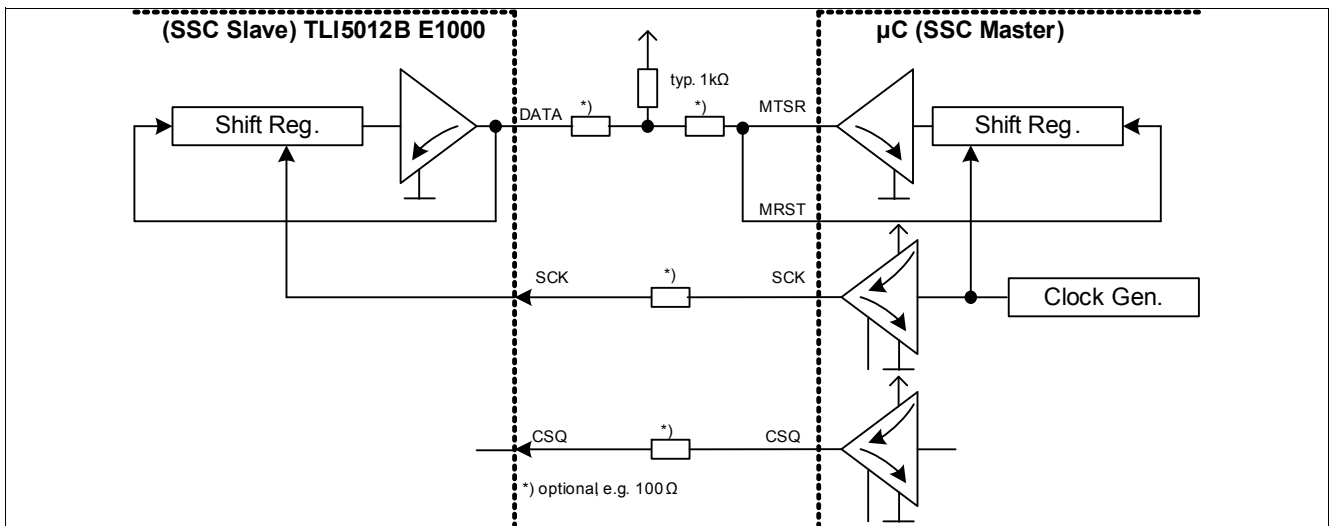 (SSC Slave) TLI5012B E1000
µC (SSC Master)
typ. 1kΩ
*)
*)
DATA
MTSR
Shift Reg.
Shift Reg.
MRST
*)
SCK
SCK
Clock Gen.
*)
CSQ
CSQ
*) optional, e.g. 100Ω